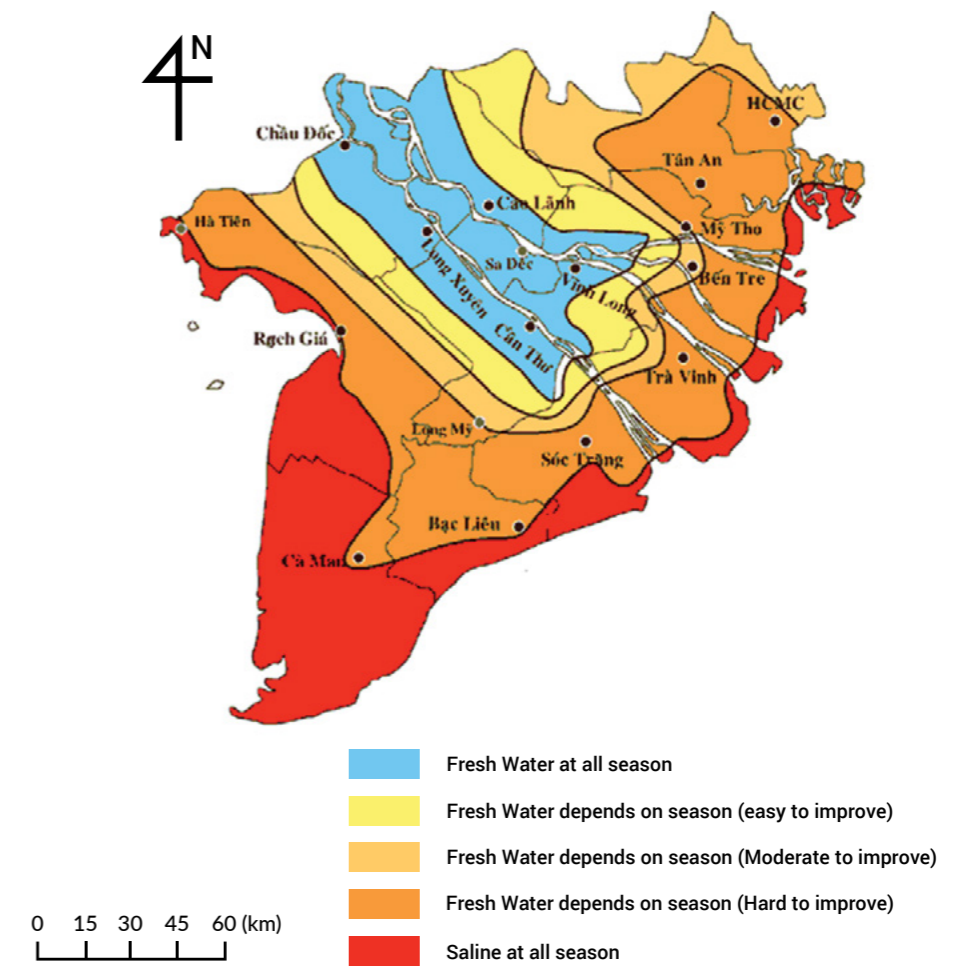 N
HCMC
Châu Đốc
Tân An
Cao Lãnh
Hà Tiên
Mỹ Tho
Sa Đéc
Bến Tre
Vĩnh Long
Long Xuyên
Rạch Giá
Cần Thơ
Trà Vinh
Long Mỹ
Sóc Trăng
Bạc Liêu
Cà Mau
Fresh Water at all season
Fresh Water depends on season (easy to improve)
Fresh Water depends on season (Moderate to improve)
Fresh Water depends on season (Hard to improve)
0 15 30 45 60 (km)
Saline at all season